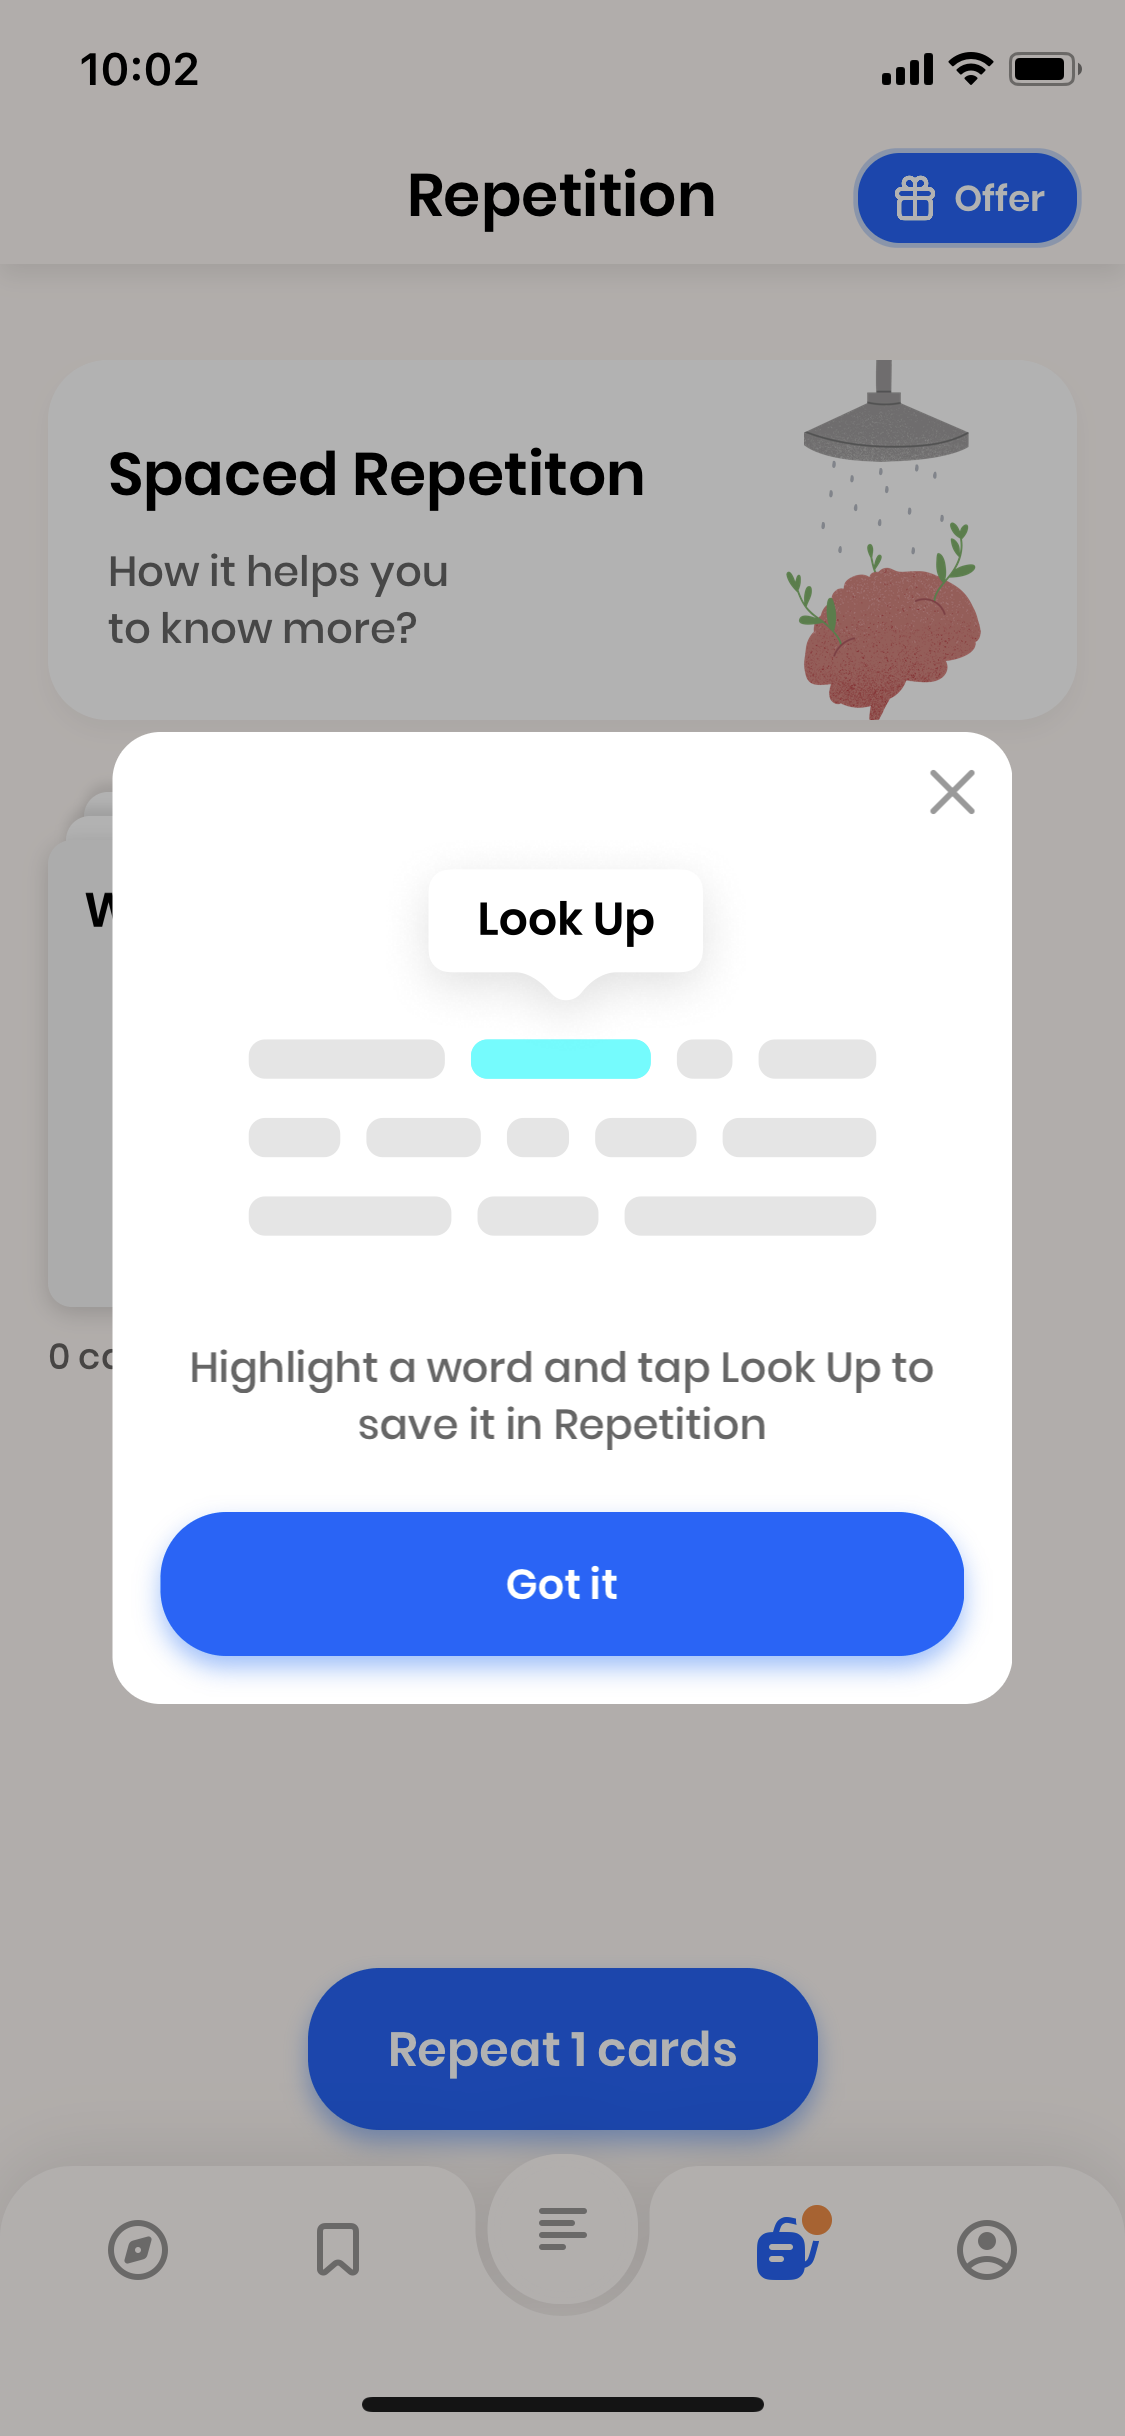 10:02
Repetition
Offer
Spaced Repetiton
How it helps you
to know more?
Look Up
Highlight a word and tap Look Up to
save it in Repetition
0
Got it
Repeat 1 cards